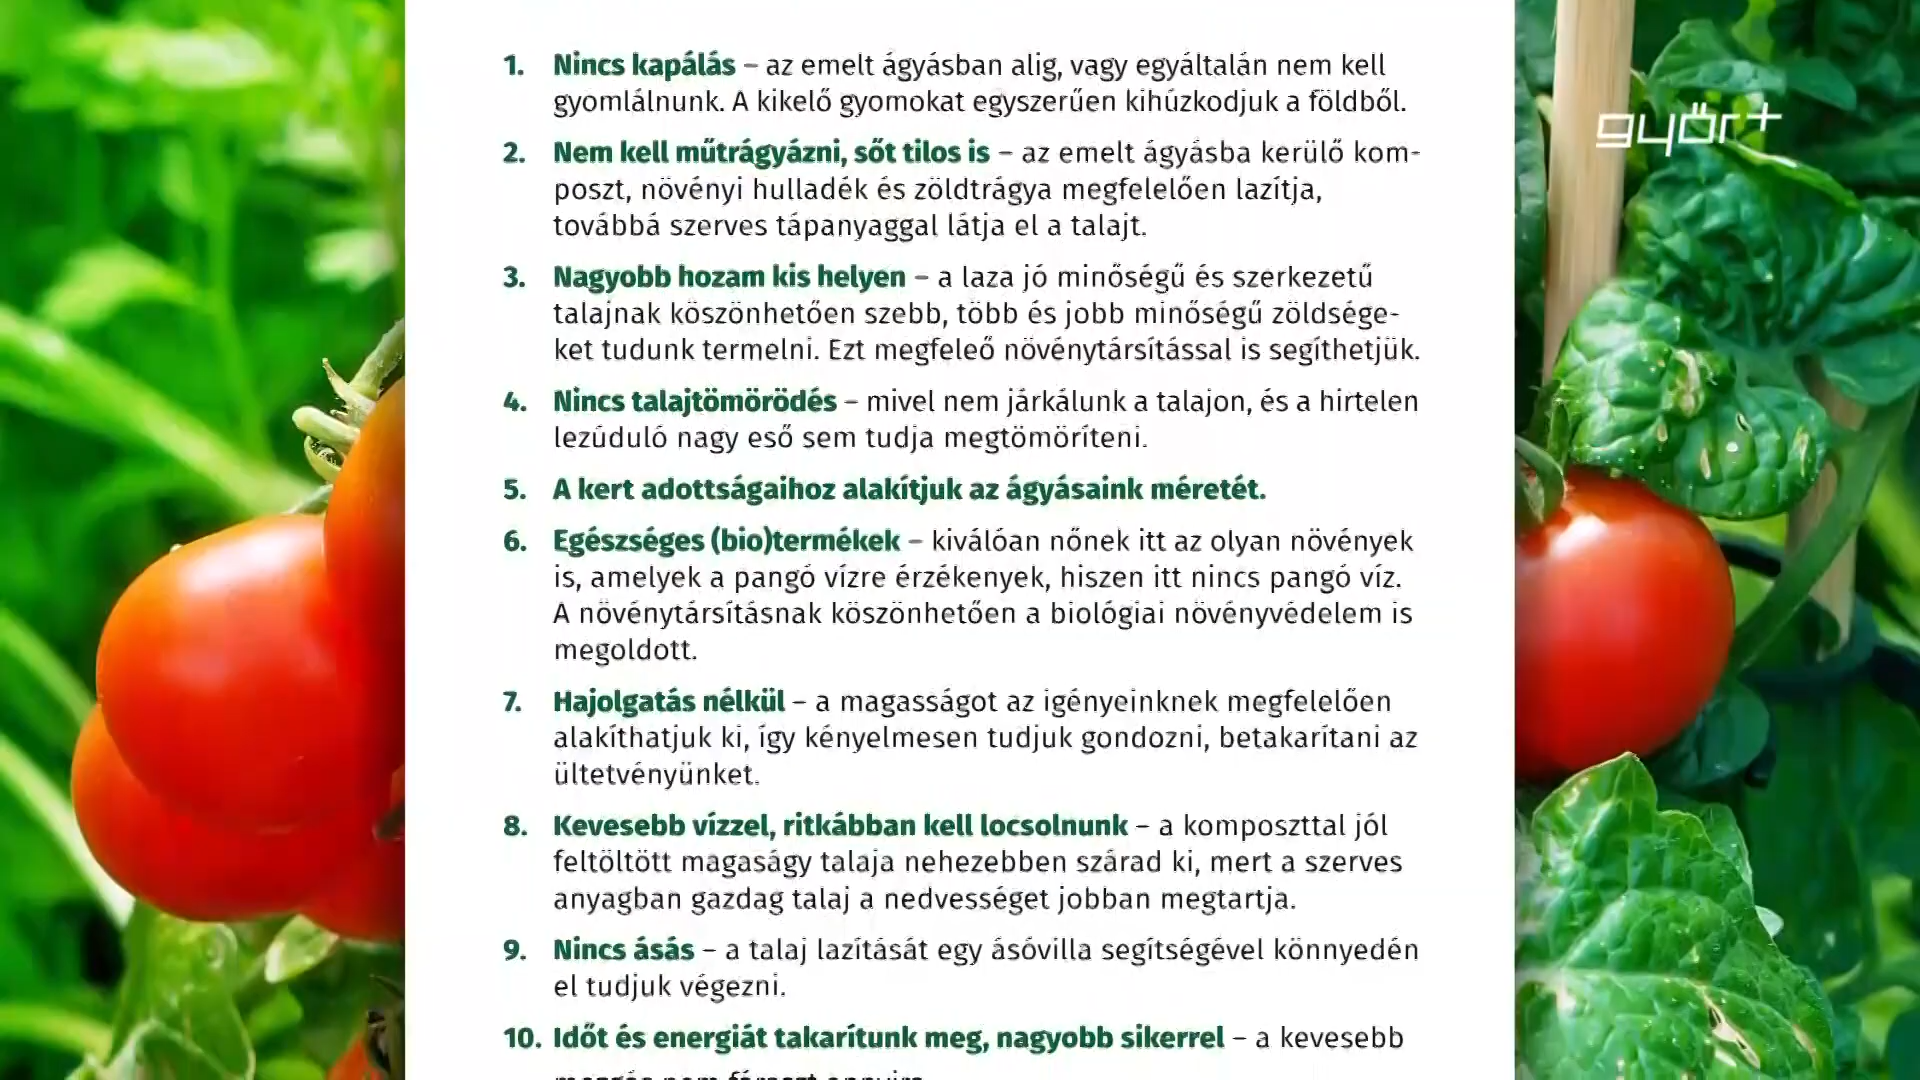 1. Nincs kapálás – az emelt ágyásban alig, vagy egyáltalán nem kell
gyomlálnunk. A kikelő gyomokat egyszerűen kihúzkodjuk a földből.
2. Nem kell műtrágyázni, sőt tilos is – az emelt ágyásba kerülő kom-
poszt, növényi hulladék és zöldtrágya megfelelően lazítja,
továbbá szerves tápanyaggal látja el a talajt.
3. Nagyobb hozam kis helyen – a laza jó minőségű és szerkezetű
talajnak köszönhetően szebb, több és jobb minőségű zöldsége-
ket tudunk termelni. Ezt megfeleő növénytársítással is segíthetjük.
4. Nincs talajtömörödés – mivel nem járkálunk a talajon, és a hirtelen
lezúduló nagy eső sem tudja megtömöríteni.
5. A kert adottságaihoz alakítjuk az ágyásaink méretét.
6. Egészséges (bio)termékek – kiválóan nőnek itt az olyan növények
is, amelyek a pangó vízre érzékenyek, hiszen itt nincs pangó víz.
A növénytársításnak köszönhetően a biológiai növényvédelem is
megoldott.
7. Hajolgatás nélkül – a magasságot az igényeinknek megfelelően
alakíthatjuk ki, így kényelmesen tudjuk gondozni, betakarítani az
ültetvényünket.
8. Kevesebb vízzel, ritkábban kell locsolnunk – a komposzttal jól
feltöltött magaságy talaja nehezebben szárad ki, mert a szerves
anyagban gazdag talaj a nedvességet jobban megtartja.
9. Nincs ásás – a talaj lazítását egy ásóvilla segítségével könnyedén
el tudjuk végezni.
10. Időt és energiát takarítunk meg, nagyobb sikerrel – a kevesebb
győr+